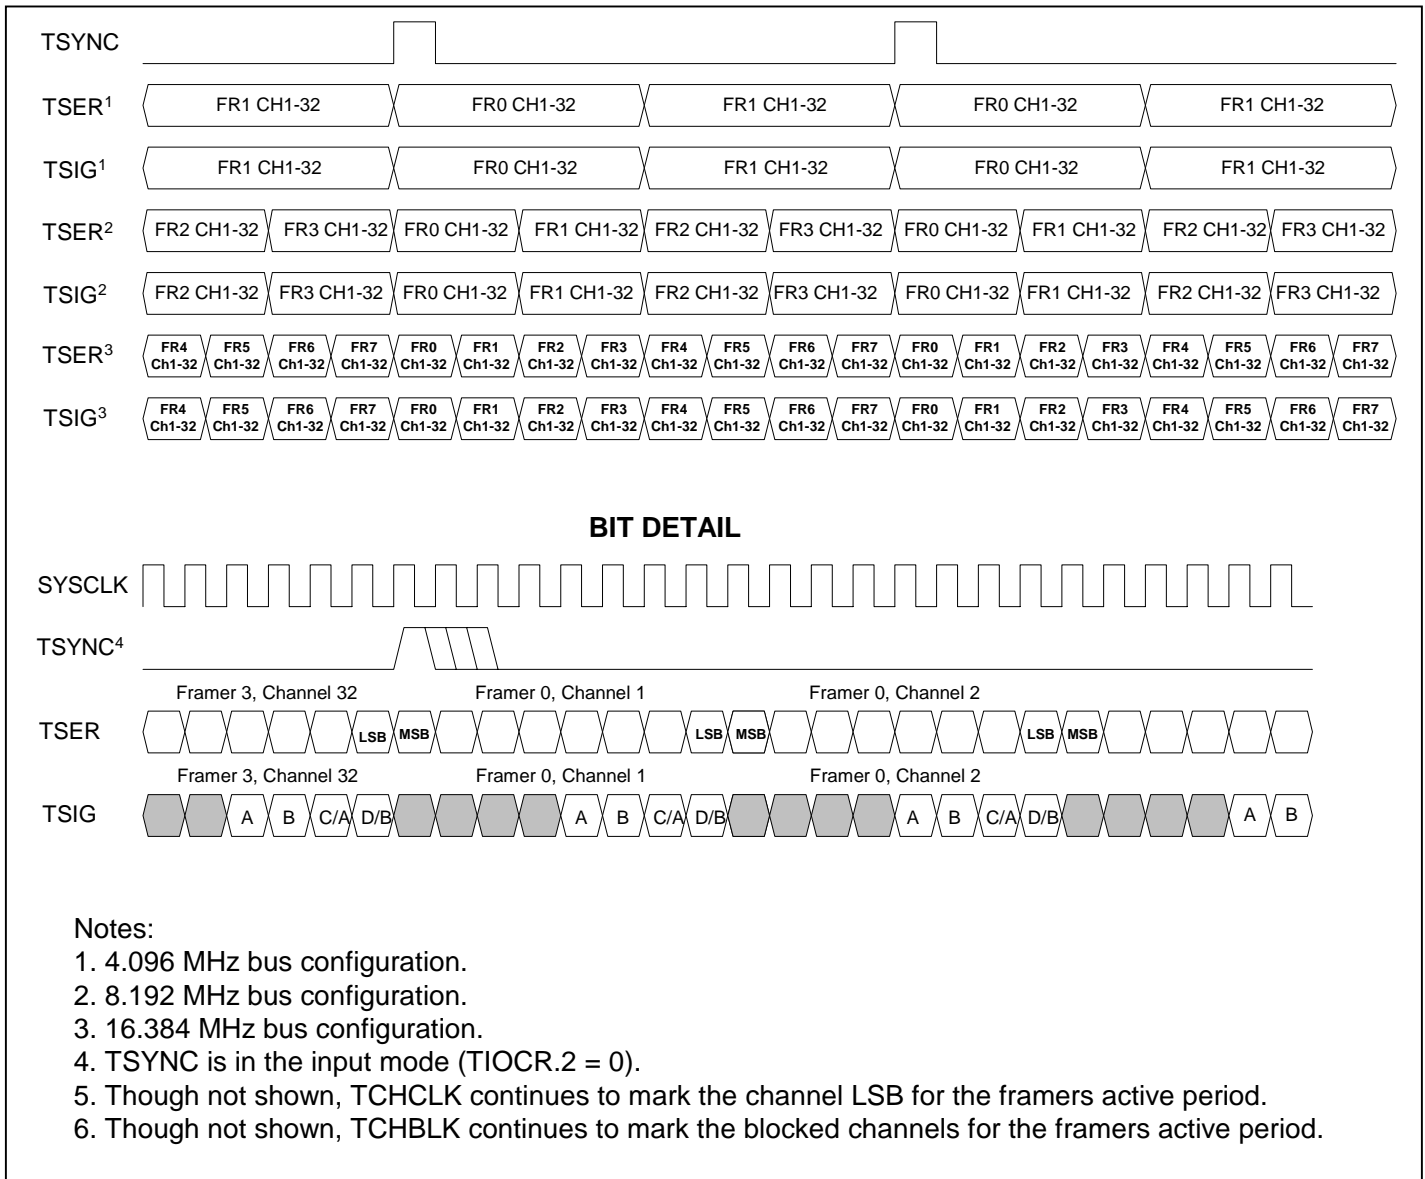 TSYNC
TSER¹ FR1 CH1-32 FR0 CH1-32 FR1 CH1-32 FR0 CH1-32 FR1 CH1-32
TSIG¹ FR1 CH1-32 FR0 CH1-32 FR1 CH1-32 FR0 CH1-32 FR1 CH1-32
TSER² FR2 CH1-32 FR3 CH1-32 FR0 CH1-32 FR1 CH1-32 FR2 CH1-32 FR3 CH1-32 FR0 CH1-32 FR1 CH1-32 FR2 CH1-32 FR3 CH1-32
TSIG² FR2 CH1-32 FR3 CH1-32 FR0 CH1-32 FR1 CH1-32 FR2 CH1-32 FR3 CH1-32 FR0 CH1-32 FR1 CH1-32 FR2 CH1-32 FR3 CH1-32
TSER³ FR4 FR5 FR6 FR7 FR0 FR1 FR2 FR3 FR4 FR5 FR6 FR7 FR0 FR1 FR2 FR3 FR4 FR5 FR6 FR7
Ch1-32 Ch1-32 Ch1-32 Ch1-32 Ch1-32 Ch1-32 Ch1-32 Ch1-32 Ch1-32 Ch1-32 Ch1-32 Ch1-32 Ch1-32 Ch1-32 Ch1-32 Ch1-32 Ch1-32 Ch1-32 Ch1-32 Ch1-32
TSIG³ FR4 FR5 FR6 FR7 FR0 FR1 FR2 FR3 FR4 FR5 FR6 FR7 FR0 FR1 FR2 FR3 FR4 FR5 FR6 FR7
Ch1-32 Ch1-32 Ch1-32 Ch1-32 Ch1-32 Ch1-32 Ch1-32 Ch1-32 Ch1-32 Ch1-32 Ch1-32 Ch1-32 Ch1-32 Ch1-32 Ch1-32 Ch1-32 Ch1-32 Ch1-32 Ch1-32 Ch1-32
BIT DETAIL
SYSCLK
TSYNC⁴
Framer 3, Channel 32 Framer 0, Channel 1 Framer 0, Channel 2
TSER LSB MSB LSB MSB LSB MSB
Framer 3, Channel 32 Framer 0, Channel 1 Framer 0, Channel 2
TSIG A B C/A D/B A B C/A D/B A B C/A D/B A B
Notes:
1. 4.096 MHz bus configuration.
2. 8.192 MHz bus configuration.
3. 16.384 MHz bus configuration.
4. TSYNC is in the input mode (TIOCR.2 = 0).
5. Though not shown, TCHCLK continues to mark the channel LSB for the framers active period.
6. Though not shown, TCHBLK continues to mark the blocked channels for the framers active period.